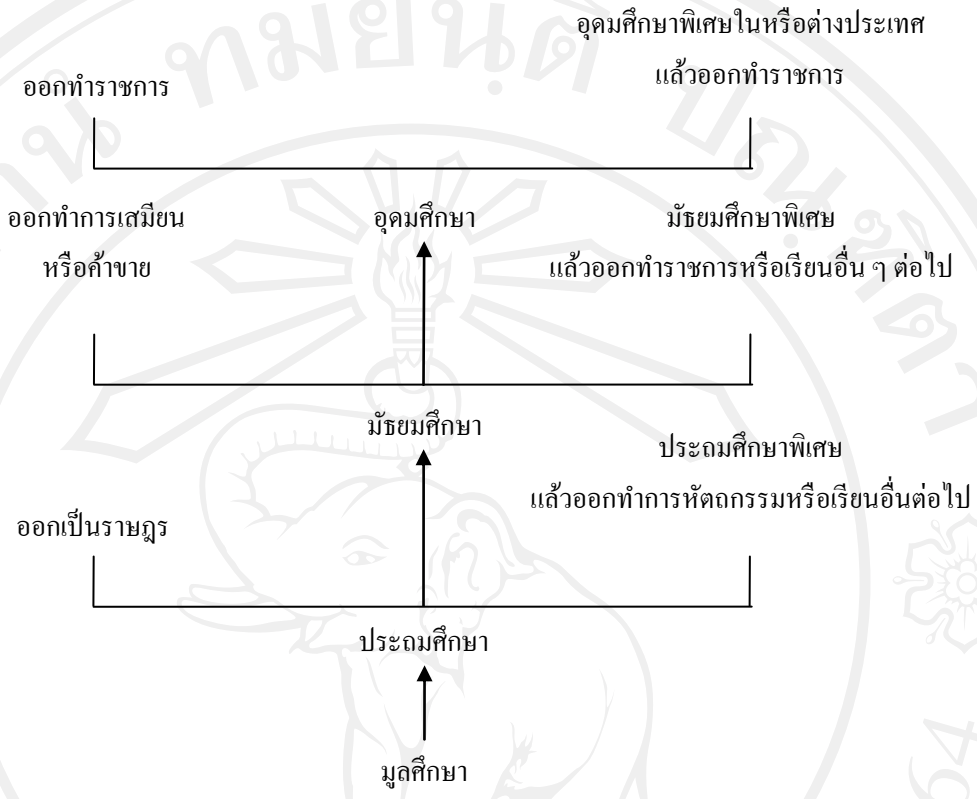 อุดมศึกษาพิเศษในหรือต่างประเทศ
แล้วออกทำราชการ
ออกทำราชการ
ออกทำการเสมียน
หรือค้าขาย
อุดมศึกษา
มัธยมศึกษาพิเศษ
แล้วออกทำราชการหรือเรียนอื่น ๆ ต่อไป
มัธยมศึกษา
ประถมศึกษาพิเศษ
แล้วออกทำการหัตถกรรมหรือเรียนอื่นต่อไป
ออกเป็นราษฎร
ประถมศึกษา
มูลศึกษา